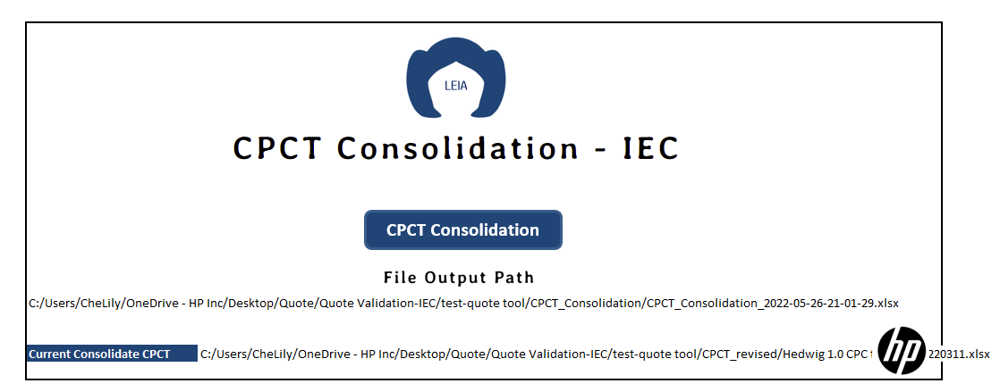 LEIA
CPCT Consolidation - IEC
CPCT Consolidation
File Output Path
C:/Users/CheLily/OneDrive - HP Inc/Desktop/Quote/Quote Validation-IEC/test-quote tool/CPCT_Consolidation/CPCT_Consolidation_2022-05-26-21-01-29.xlsx
Current Consolidate CPCT C:/Users/CheLily/OneDrive - HP Inc/Desktop/Quote/Quote Validation-IEC/test-quote tool/CPCT_revised/Hedwig 1.0 CPC hp 220311.xlsx